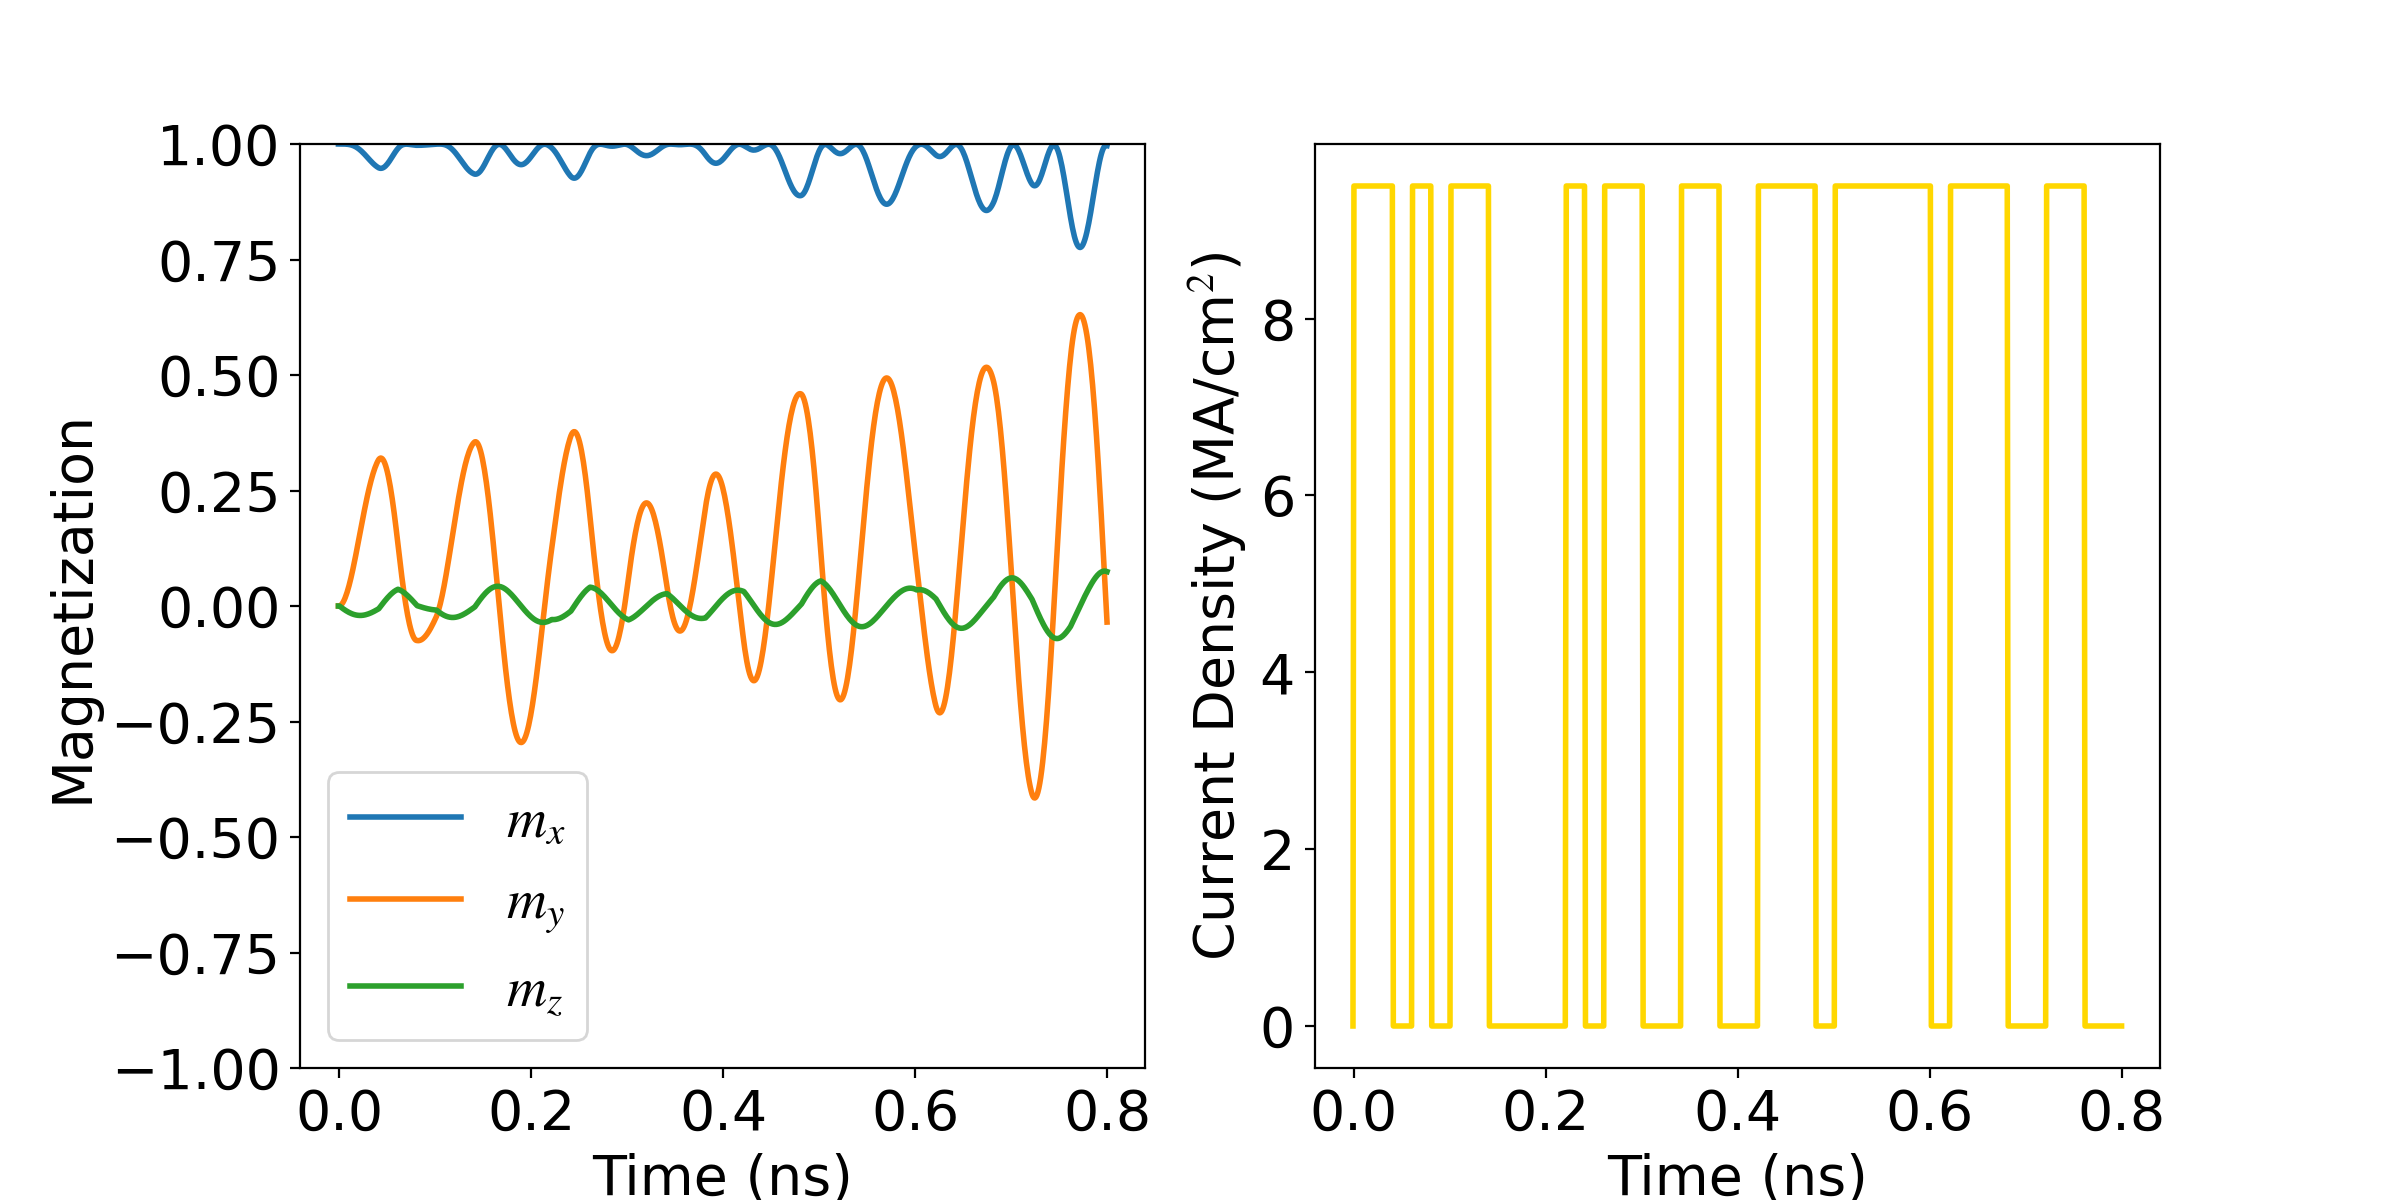 Magnetization
1.00
0.75
0.50
0.25
0.00
−0.25
−0.50
−0.75
−1.00
m_x
m_y
m_z
0.0 0.2 0.4 0.6 0.8
Time (ns)
Current Density (MA/cm²)
8
6
4
2
0
0.0 0.2 0.4 0.6 0.8
Time (ns)